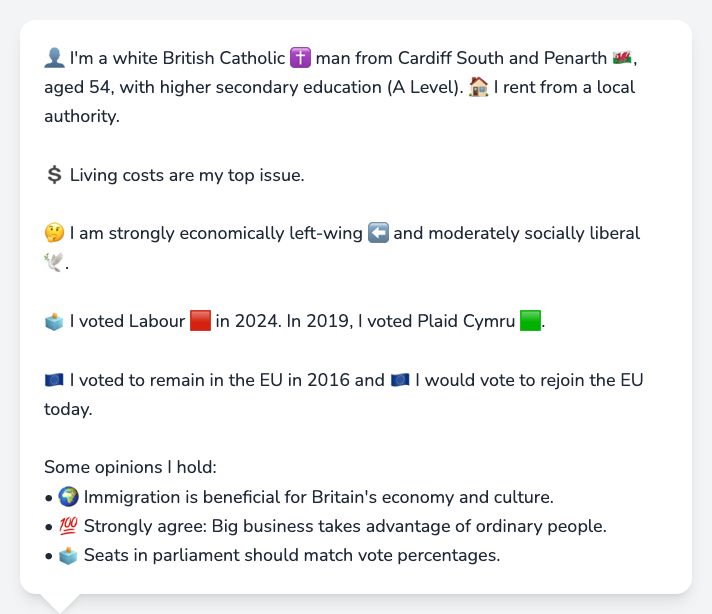 👤 I'm a white British Catholic ✝️ man from Cardiff South and Penarth 🏴󠁧󠁢󠁷󠁬󠁳󠁿,
aged 54, with higher secondary education (A Level). 🏠 I rent from a local
authority.
💲 Living costs are my top issue.
🤔 I am strongly economically left-wing ⬅️ and moderately socially liberal
🕊️.
🗳️ I voted Labour 🟥 in 2024. In 2019, I voted Plaid Cymru 🟩.
🇪🇺 I voted to remain in the EU in 2016 and 🇪🇺 I would vote to rejoin the EU
today.
Some opinions I hold:
• 🌍 Immigration is beneficial for Britain's economy and culture.
• 💯 Strongly agree: Big business takes advantage of ordinary people.
• 🗳️ Seats in parliament should match vote percentages.